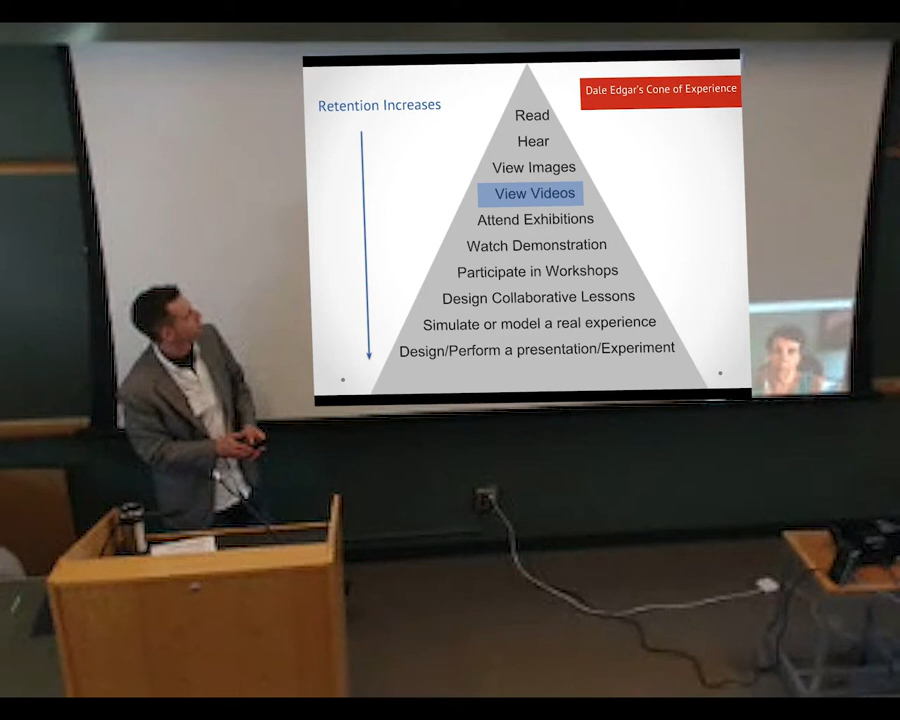 Dale Edgar's Cone of Experience
Retention Increases
Read
Hear
View Images
View Videos
Attend Exhibitions
Watch Demonstration
Participate in Workshops
Design Collaborative Lessons
Simulate or model a real experience
Design/Perform a presentation/Experiment